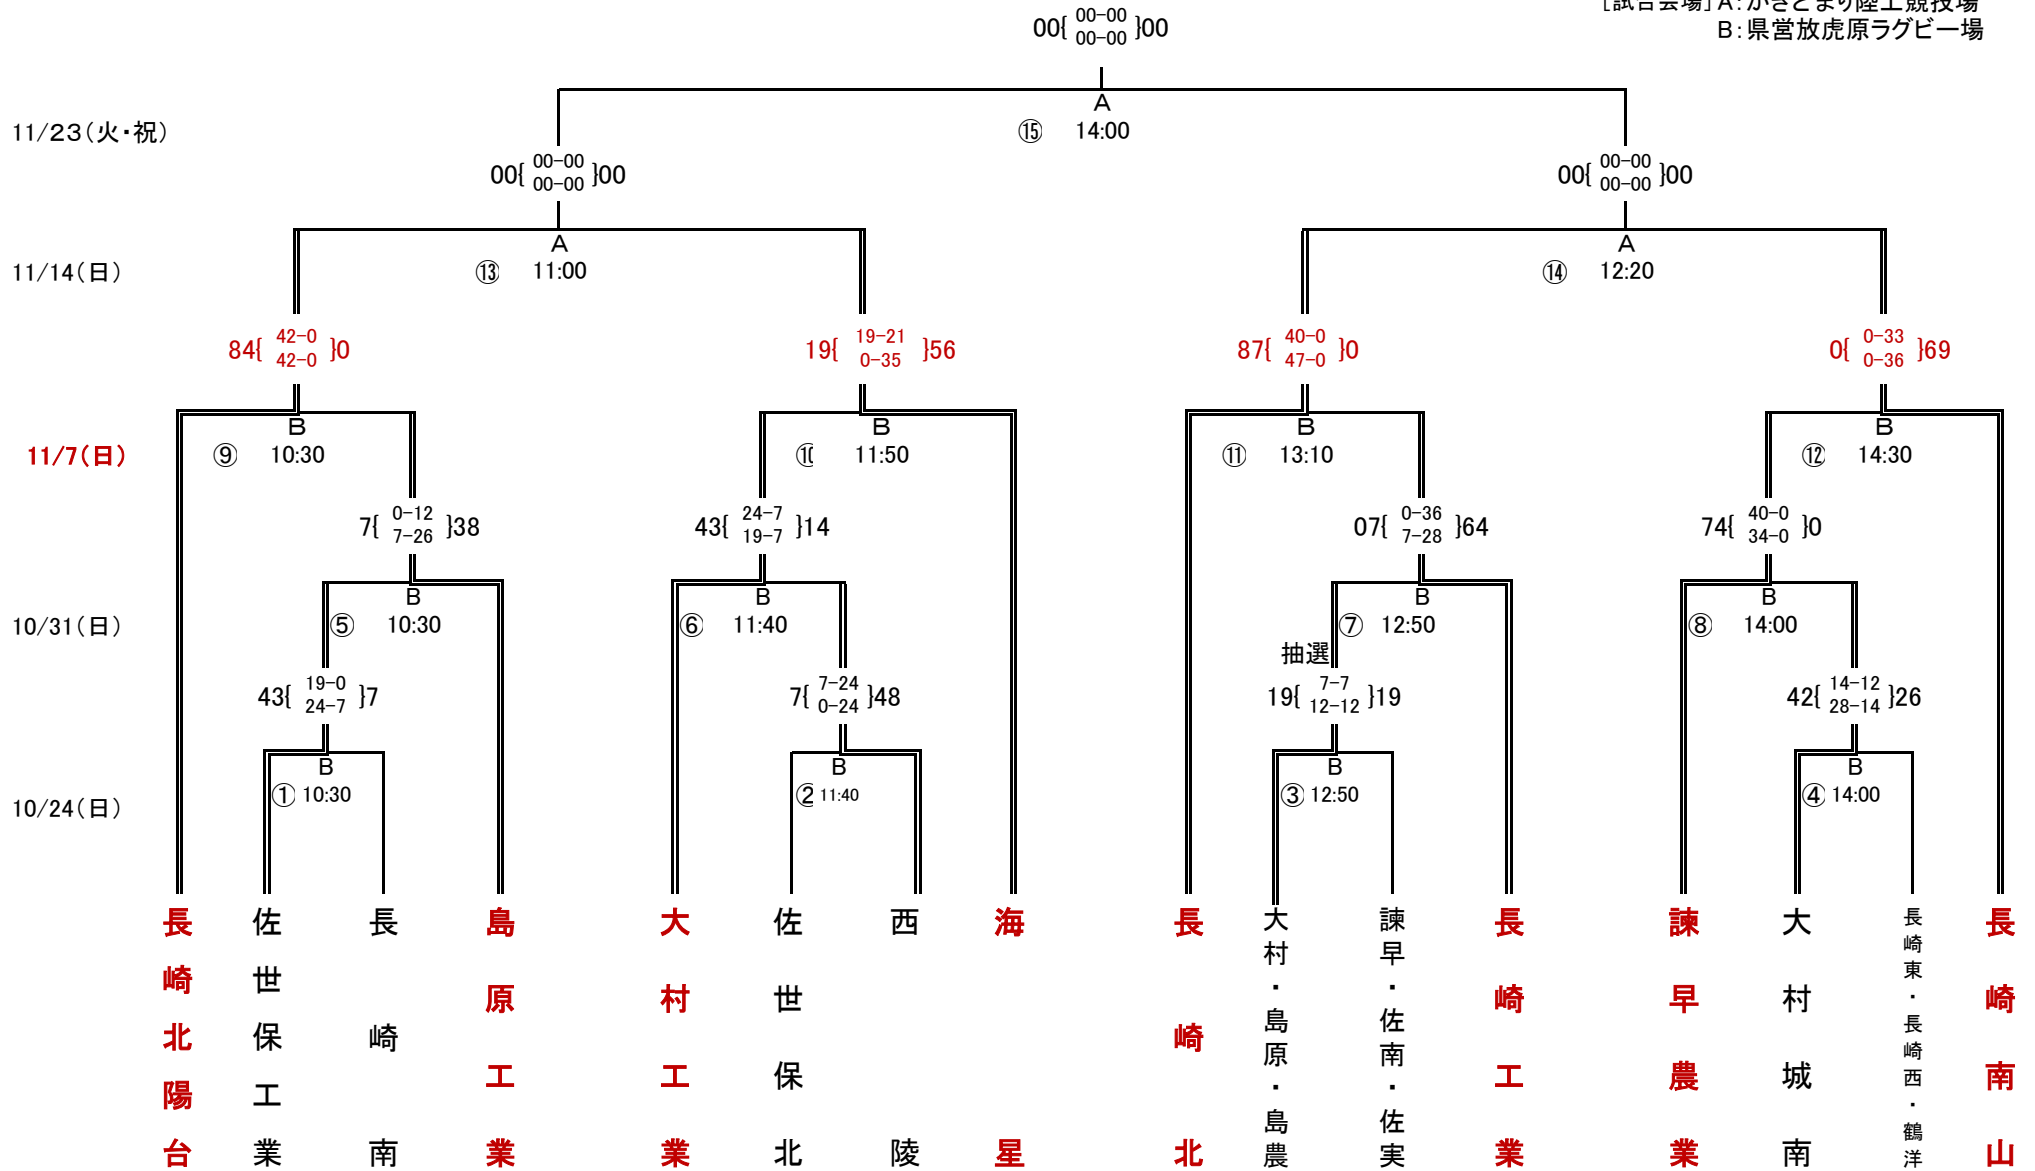 [試合会場] A：かきどまり陸上競技場
B：県営放虎原ラグビー場
00{ 00-00 }00
00-00
A
⑮ 14:00
11/23(火・祝)
00{ 00-00 }00
00-00
00{ 00-00 }00
00-00
A
⑬ 11:00
A
⑭ 12:20
11/14(日)
84{ 42-0 }0
42-0
19{ 19-21 }56
0-35
87{ 40-0 }0
47-0
0{ 0-33 }69
0-36
B
⑨ 10:30
B
⑩ 11:50
B
⑪ 13:10
B
⑫ 14:30
11/7(日)
7{ 0-12 }38
7-26
43{ 24-7 }14
19-7
07{ 0-36 }64
7-28
74{ 40-0 }0
34-0
B
⑤ 10:30
B
⑥ 11:40
B
⑦ 12:50
B
⑧ 14:00
10/31(日)
抽選
43{ 19-0 }7
24-7
7{ 7-24 }48
0-24
19{ 7-7 }19
12-12
42{ 14-12 }26
28-14
B
① 10:30
B
② 11:40
B
③ 12:50
B
④ 14:00
10/24(日)
長崎北陽台
佐世保工業
長崎南
島原工業
大村工業
佐世保北
西陵
海星
長崎北
大村・島原・島農
諫早・佐南・佐実
長崎工業
諫早農業
大村城南
長崎東・長崎西・鶴洋
長崎南山